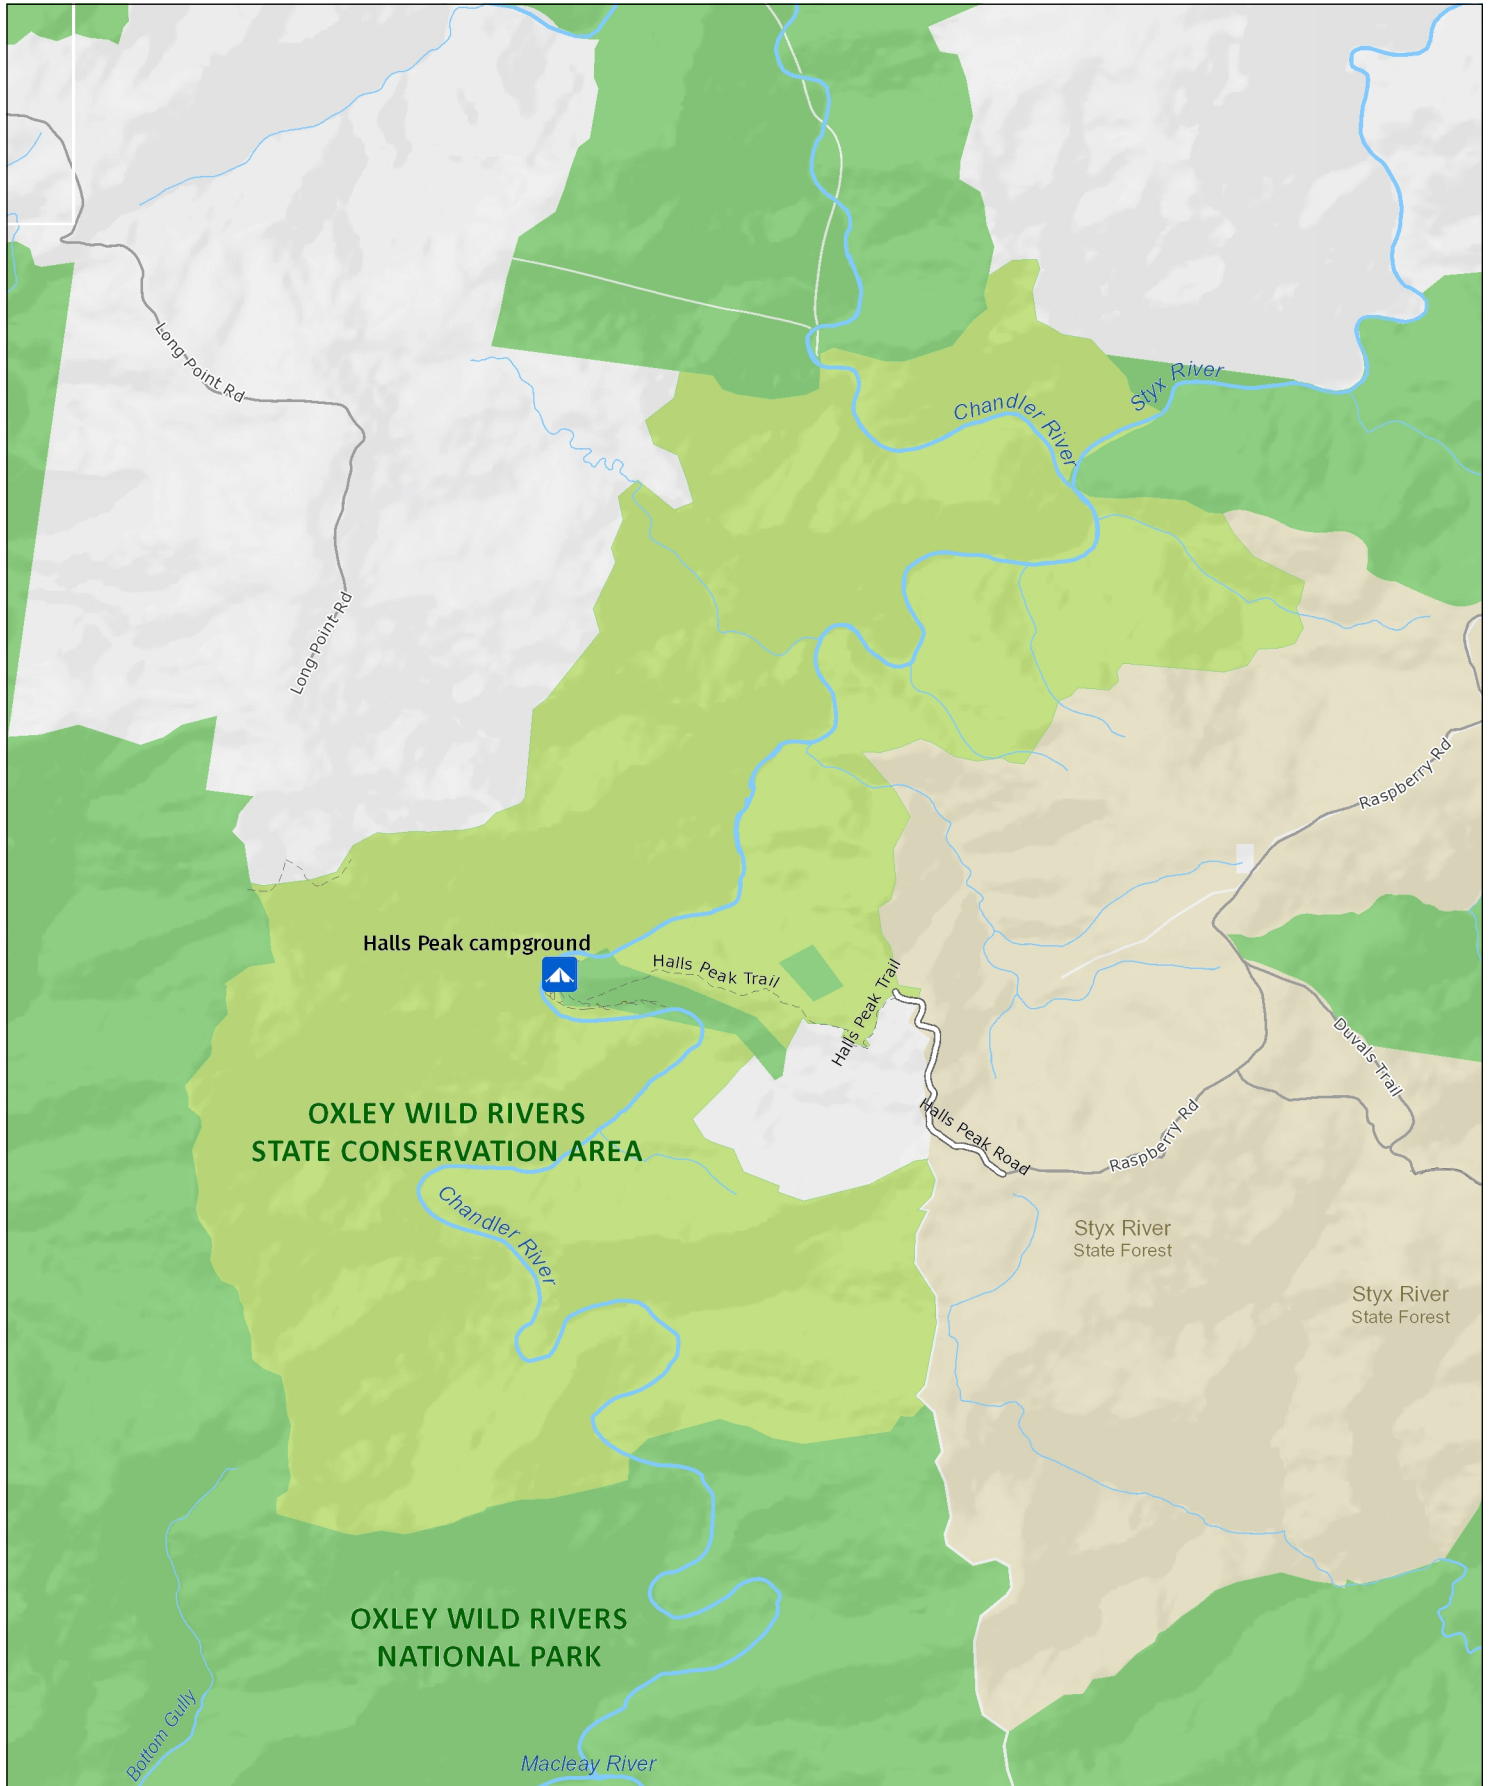 Long Point Rd
Styx River
Chandler River
Long Point Rd
Raspberry Rd
Halls Peak campground
Halls Peak Trail
Halls Peak Trail
Duvals Trail
Halls Peak Road
Raspberry Rd
OXLEY WILD RIVERS
STATE CONSERVATION AREA
Chandler River
Styx River
State Forest
Styx River
State Forest
OXLEY WILD RIVERS
NATIONAL PARK
Bottom Gully
Macleay River